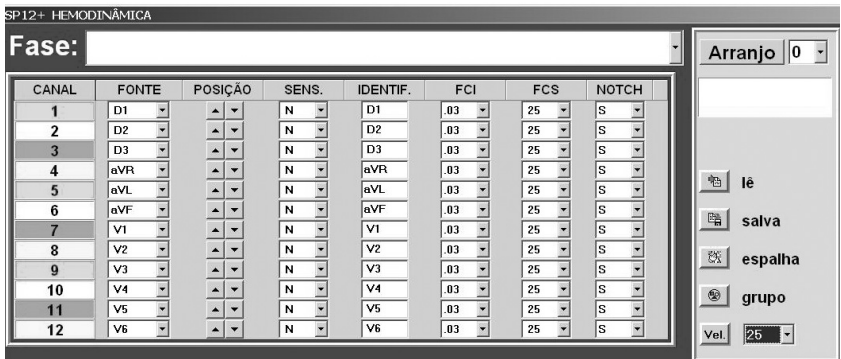 SP12+ HEMODINÂMICA
Fase:
CANAL FONTE POSIÇÃO SENS. IDENTIF. FCI FCS NOTCH
1 D1 N D1 .03 25 S
2 D2 N D2 .03 25 S
3 D3 N D3 .03 25 S
4 aVR N aVR .03 25 S
5 aVL N aVL .03 25 S
6 aVF N aVF .03 25 S
7 V1 N V1 .03 25 S
8 V2 N V2 .03 25 S
9 V3 N V3 .03 25 S
10 V4 N V4 .03 25 S
11 V5 N V5 .03 25 S
12 V6 N V6 .03 25 S
Arranjo 0
lê
salva
espalha
grupo
Vel. 25